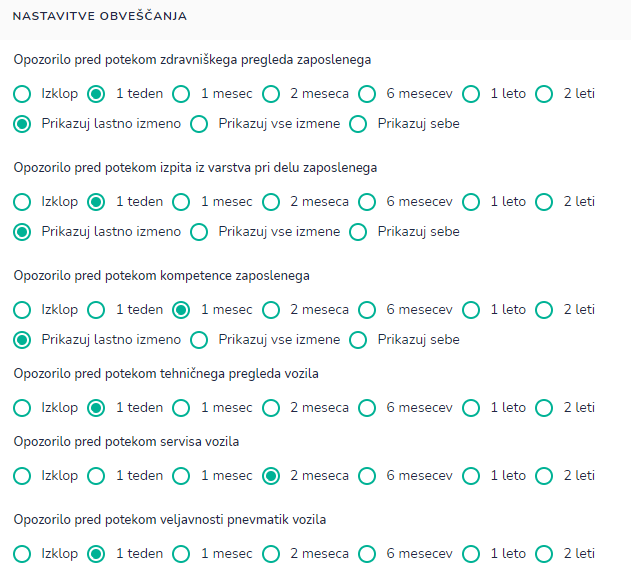 NASTAVITVE OBVEŠČANJA
Opozorilo pred potekom zdravniškega pregleda zaposlenega
Izklop 1 teden 1 mesec 2 meseca 6 mesecev 1 leto 2 leti
Prikazuj lastno izmeno Prikazuj vse izmene Prikazuj sebe
Opozorilo pred potekom izpita iz varstva pri delu zaposlenega
Izklop 1 teden 1 mesec 2 meseca 6 mesecev 1 leto 2 leti
Prikazuj lastno izmeno Prikazuj vse izmene Prikazuj sebe
Opozorilo pred potekom kompetence zaposlenega
Izklop 1 teden 1 mesec 2 meseca 6 mesecev 1 leto 2 leti
Prikazuj lastno izmeno Prikazuj vse izmene Prikazuj sebe
Opozorilo pred potekom tehničnega pregleda vozila
Izklop 1 teden 1 mesec 2 meseca 6 mesecev 1 leto 2 leti
Opozorilo pred potekom servisa vozila
Izklop 1 teden 1 mesec 2 meseca 6 mesecev 1 leto 2 leti
Opozorilo pred potekom veljavnosti pnevmatik vozila
Izklop 1 teden 1 mesec 2 meseca 6 mesecev 1 leto 2 leti